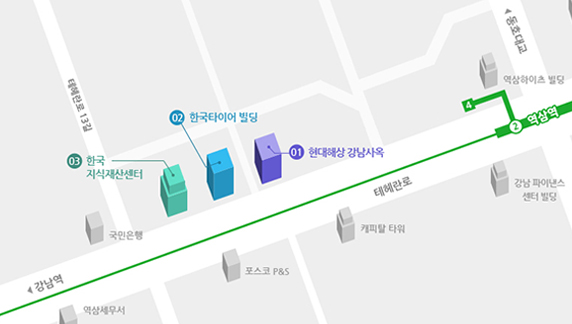 동호대교
역삼하이츠 빌딩
테헤란로 13길
4
02 한국타이어 빌딩
2 역삼역
01 현대해상 강남사옥
03 한국
지식재산센터
테헤란로
강남 파이낸스
센터 빌딩
국민은행
캐피탈 타워
포스코 P&S
강남역
역삼세무서